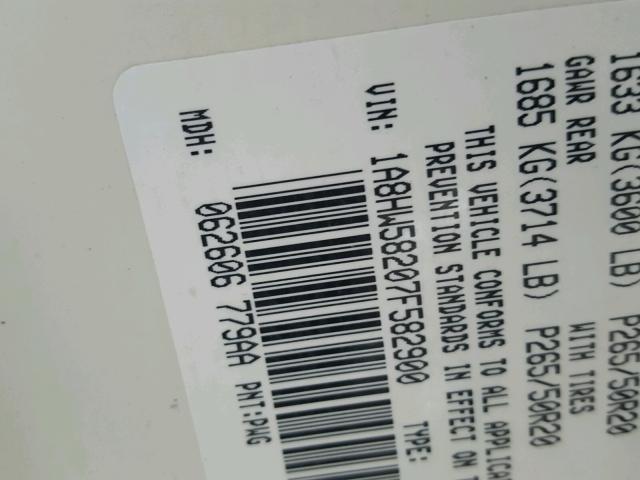 1633 KG(3600 LB) P265/50R20
GAWR REAR WITH TIRES
1685 KG(3714 LB) P265/50R20
THIS VEHICLE CONFORMS TO ALL
PREVENTION STANDARDS IN EFFECT ON
VIN: 1A8HW58207F582900 TYPE:
MDH: 062606 779AA PNT:PWG